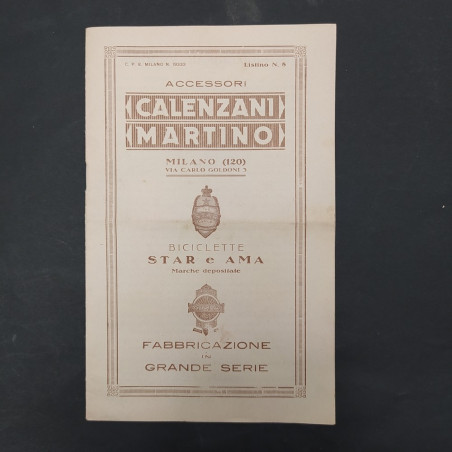 C. P. E. MILANO N.
Listino N. 8
ACCESSORI
CALENZANI
MARTINO
MILANO (120)
VIA CARLO GOLDONI 3
BICICLETTE
STAR e AMA
Marche depositate
FABBRICAZIONE
IN
GRANDE SERIE